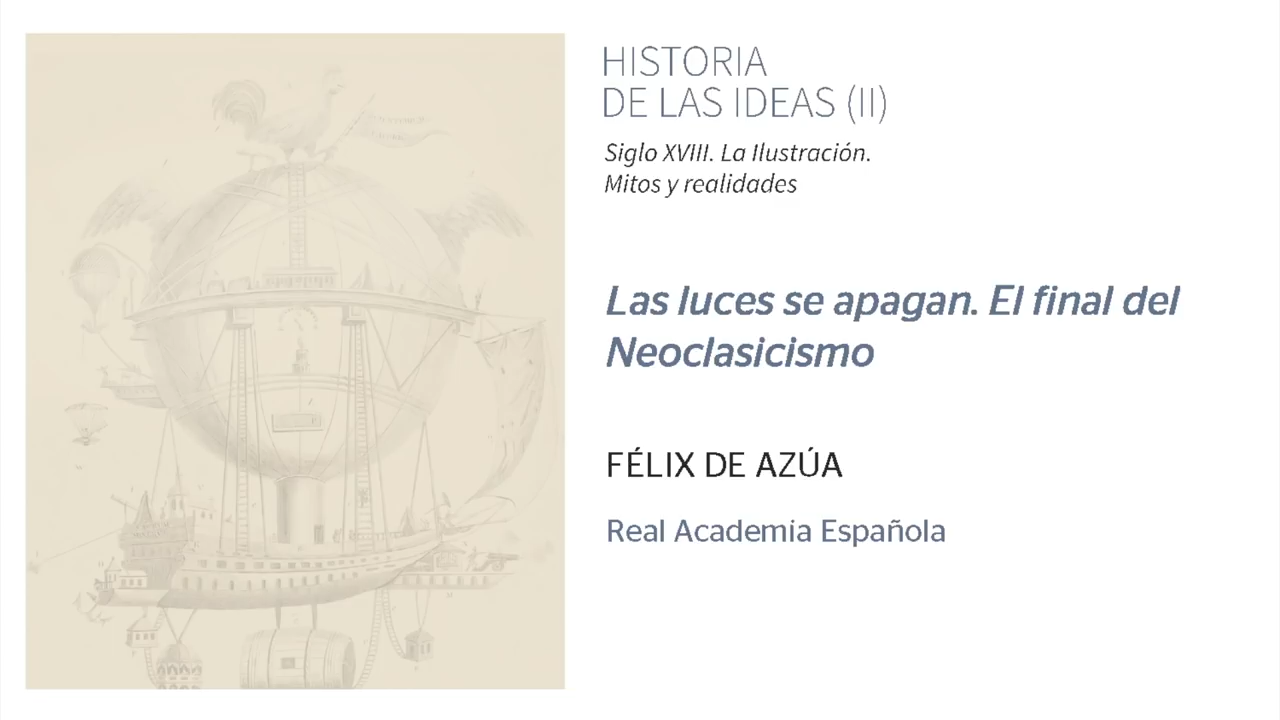 HISTORIA
DE LAS IDEAS (II)
Siglo XVIII. La Ilustración.
Mitos y realidades
Las luces se apagan. El final del
Neoclasicismo
FÉLIX DE AZÚA
Real Academia Española